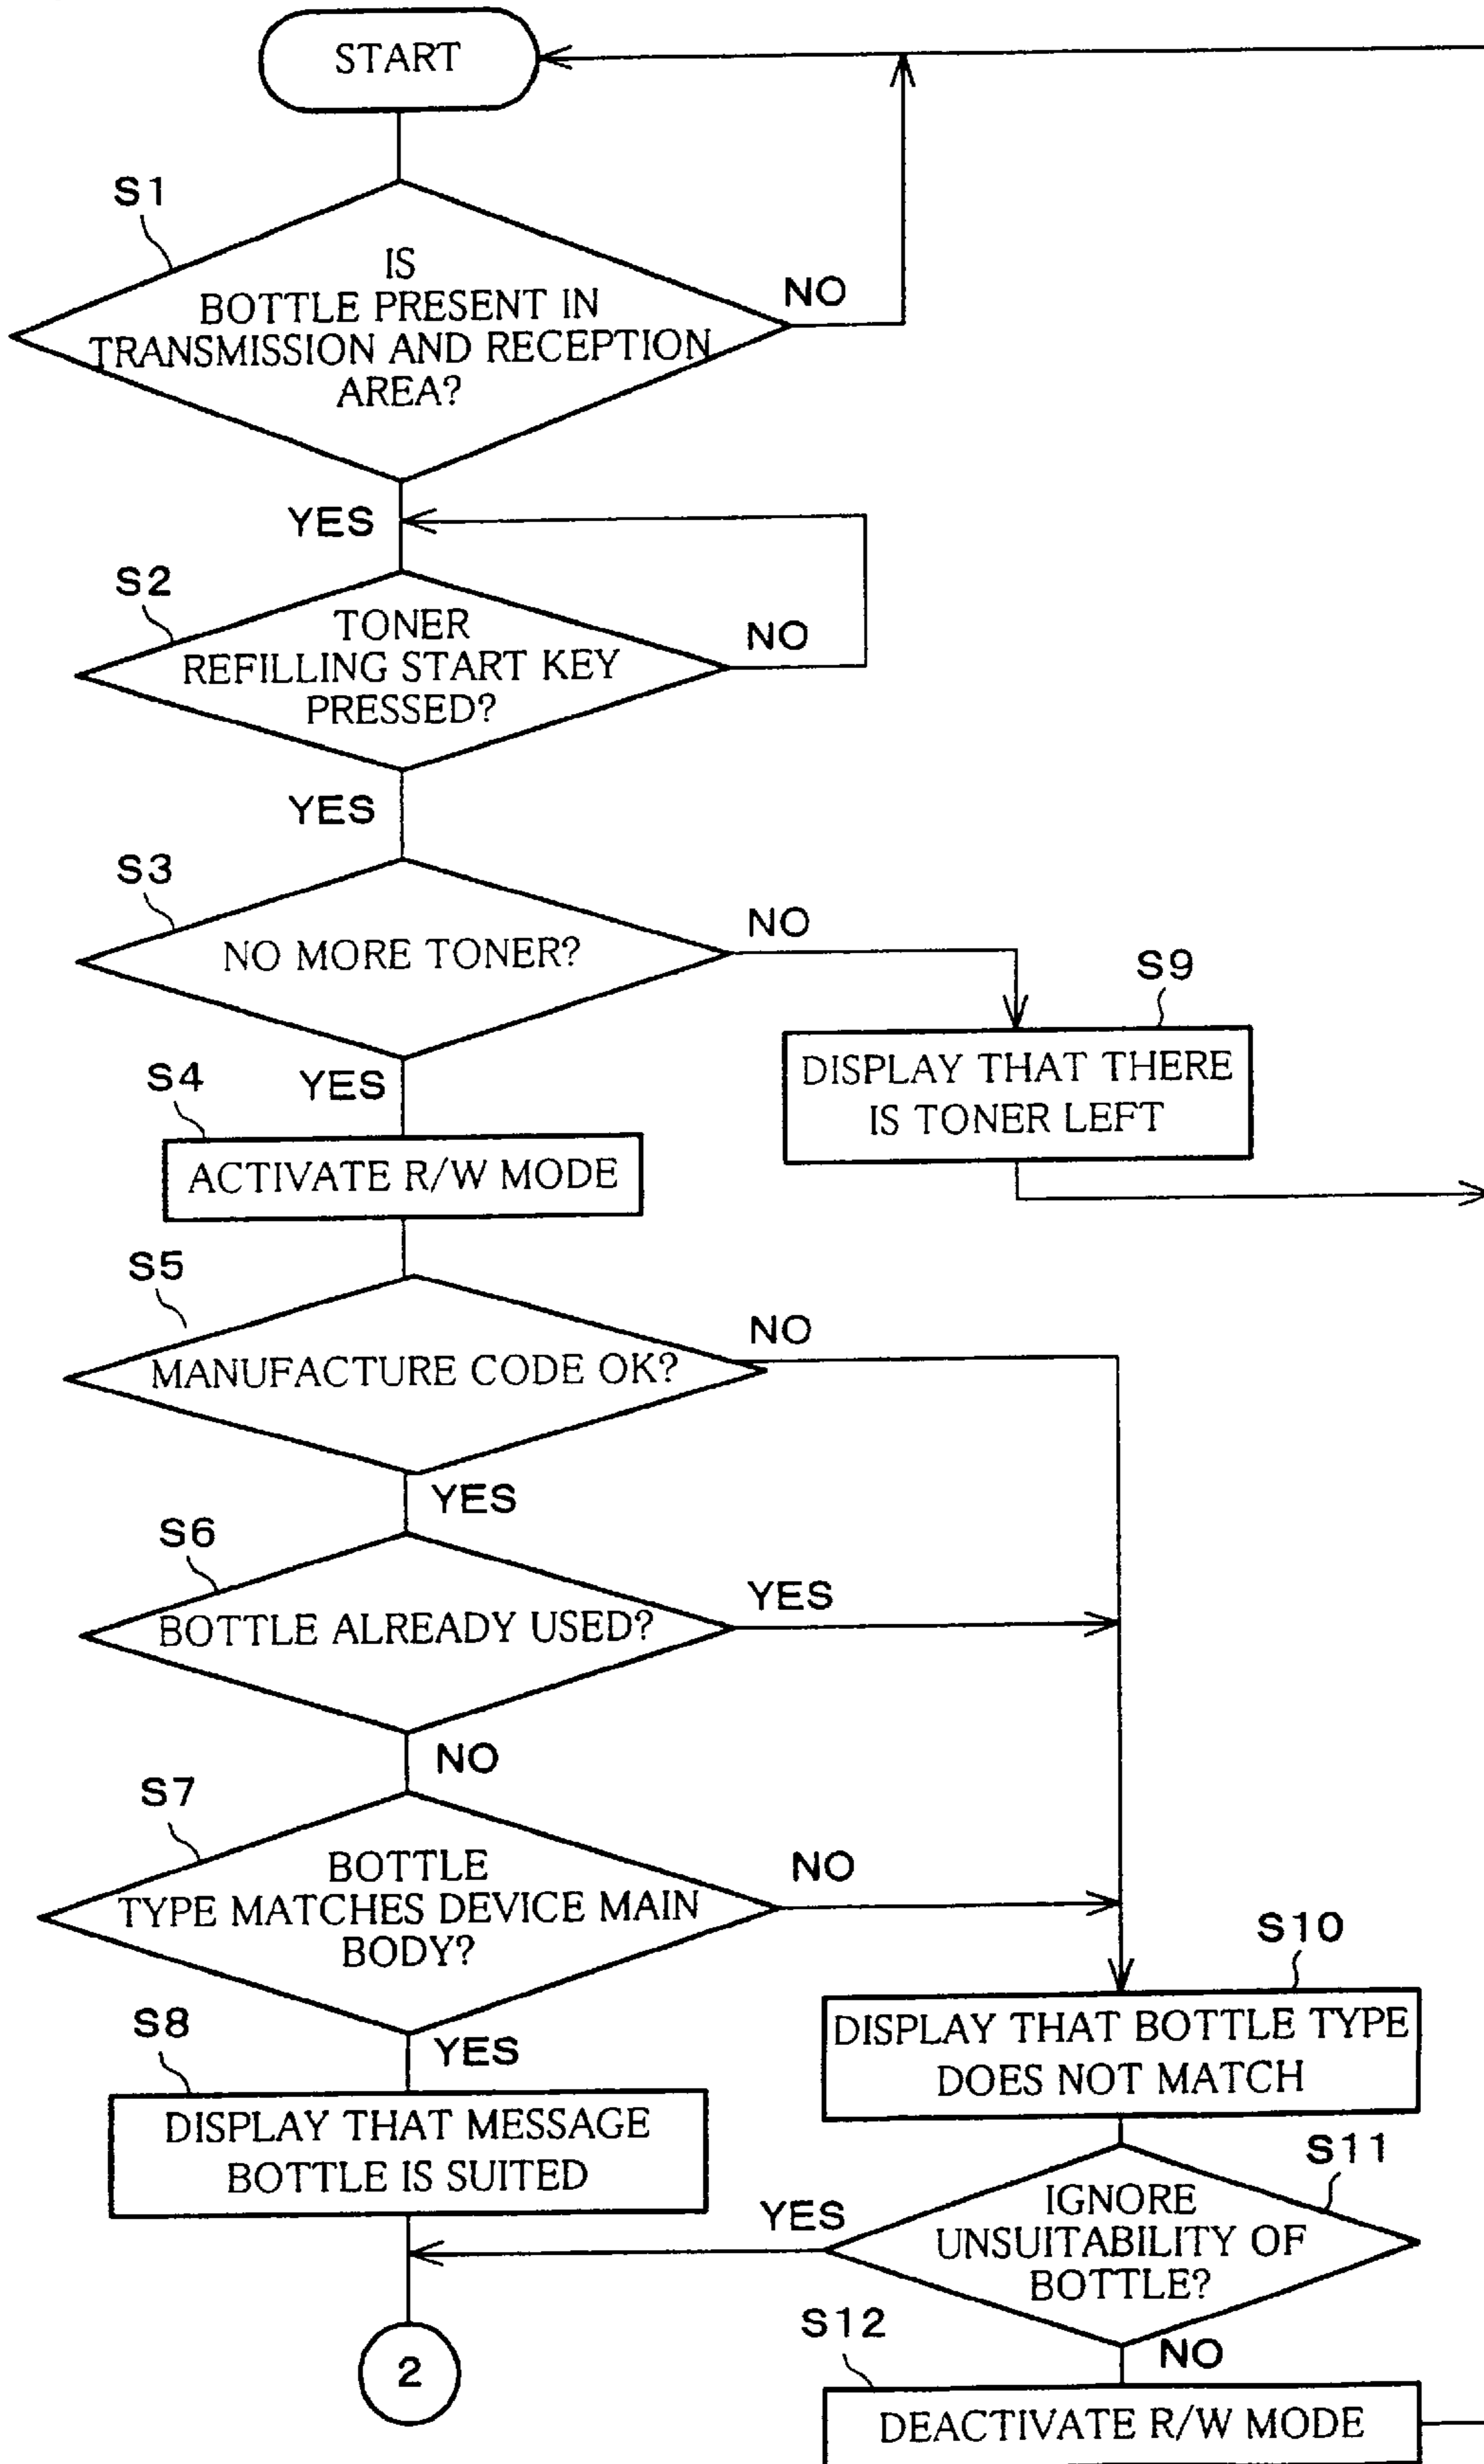 START
S1
IS
BOTTLE PRESENT IN
TRANSMISSION AND RECEPTION
AREA?
NO
YES
S2
TONER
REFILLING START KEY
PRESSED?
NO
YES
S3
NO MORE TONER?
NO
S9
DISPLAY THAT THERE
IS TONER LEFT
YES
S4
ACTIVATE R/W MODE
S5
MANUFACTURE CODE OK?
NO
YES
S6
BOTTLE ALREADY USED?
YES
NO
S7
BOTTLE
TYPE MATCHES DEVICE MAIN
BODY?
NO
S10
DISPLAY THAT BOTTLE TYPE
DOES NOT MATCH
YES
S8
DISPLAY THAT MESSAGE
BOTTLE IS SUITED
S11
IGNORE
UNSUITABILITY OF
BOTTLE?
YES
NO
S12
DEACTIVATE R/W MODE
2